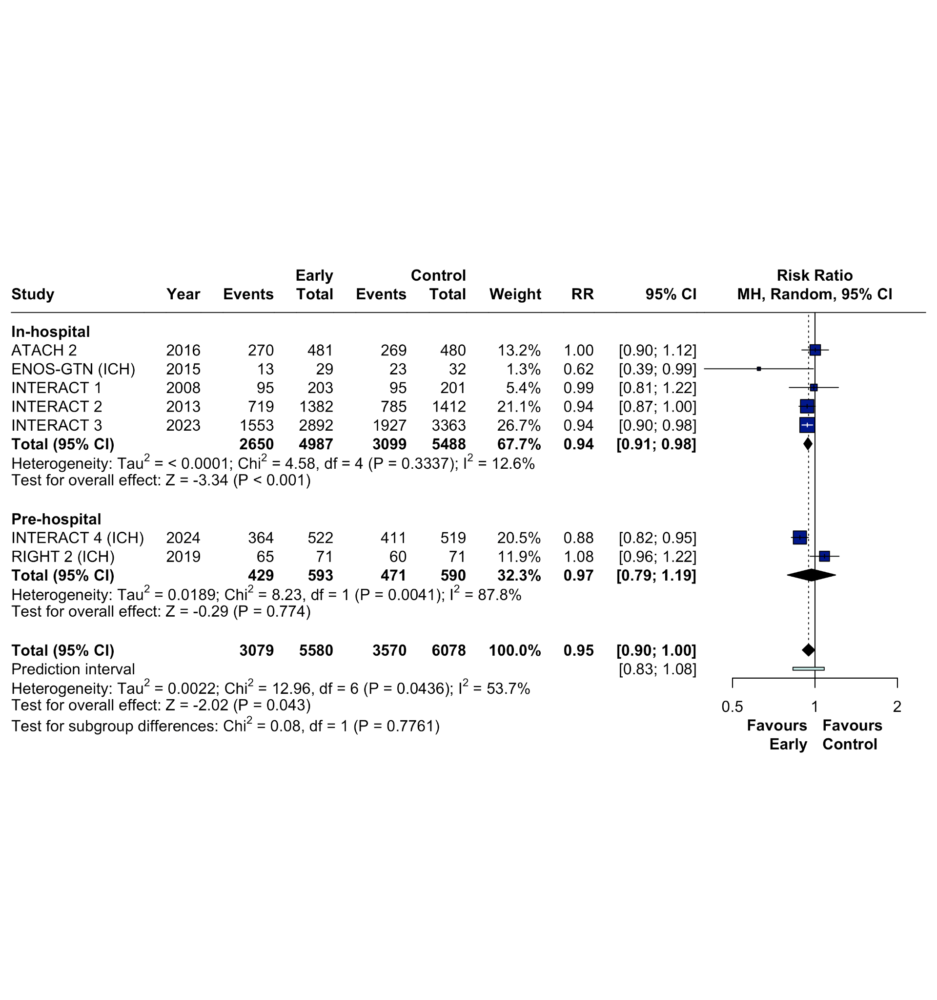 Early Control Risk Ratio
Study Year Events Total Events Total Weight RR 95% CI MH, Random, 95% CI
In-hospital
ATACH 2 2016 270 481 269 480 13.2% 1.00 [0.90; 1.12]
ENOS-GTN (ICH) 2015 13 29 23 32 1.3% 0.62 [0.39; 0.99]
INTERACT 1 2008 95 203 95 201 5.4% 0.99 [0.81; 1.22]
INTERACT 2 2013 719 1382 785 1412 21.1% 0.94 [0.87; 1.00]
INTERACT 3 2023 1553 2892 1927 3363 26.7% 0.94 [0.90; 0.98]
Total (95% CI) 2650 4987 3099 5488 67.7% 0.94 [0.91; 0.98]
Heterogeneity: Tau² = < 0.0001; Chi² = 4.58, df = 4 (P = 0.3337); I² = 12.6%
Test for overall effect: Z = -3.34 (P < 0.001)
Pre-hospital
INTERACT 4 (ICH) 2024 364 522 411 519 20.5% 0.88 [0.82; 0.95]
RIGHT 2 (ICH) 2019 65 71 60 71 11.9% 1.08 [0.96; 1.22]
Total (95% CI) 429 593 471 590 32.3% 0.97 [0.79; 1.19]
Heterogeneity: Tau² = 0.0189; Chi² = 8.23, df = 1 (P = 0.0041); I² = 87.8%
Test for overall effect: Z = -0.29 (P = 0.774)
Total (95% CI) 3079 5580 3570 6078 100.0% 0.95 [0.90; 1.00]
Prediction interval [0.83; 1.08]
Heterogeneity: Tau² = 0.0022; Chi² = 12.96, df = 6 (P = 0.0436); I² = 53.7%
Test for overall effect: Z = -2.02 (P = 0.043)
Test for subgroup differences: Chi² = 0.08, df = 1 (P = 0.7761)
0.5 1 2
Favours Favours
Early Control